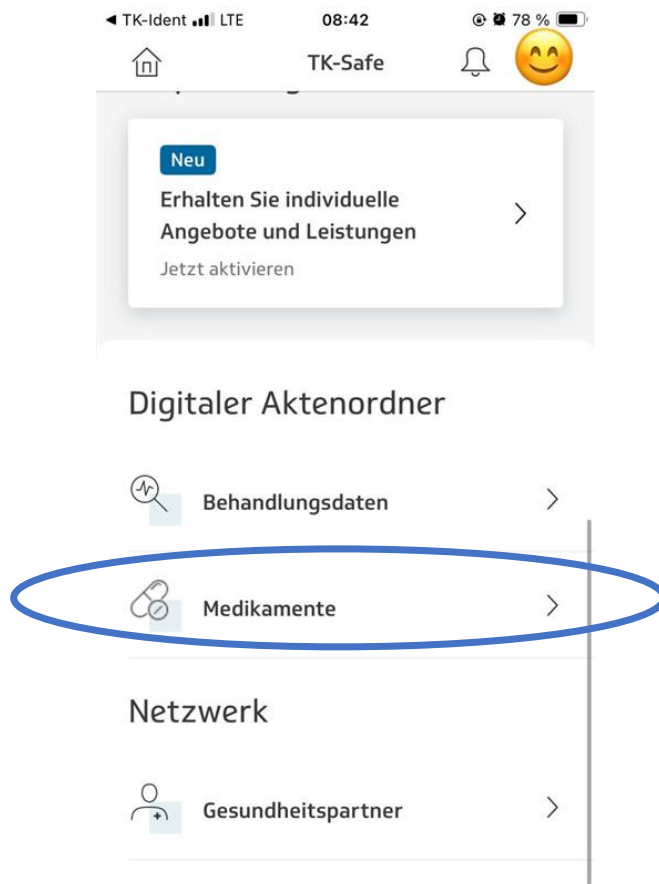 ◀ TK-Ident LTE 08:42 78 %
TK-Safe
Neu
Erhalten Sie individuelle
Angebote und Leistungen
Jetzt aktivieren
Digitaler Aktenordner
Behandlungsdaten
Medikamente
Netzwerk
Gesundheitspartner